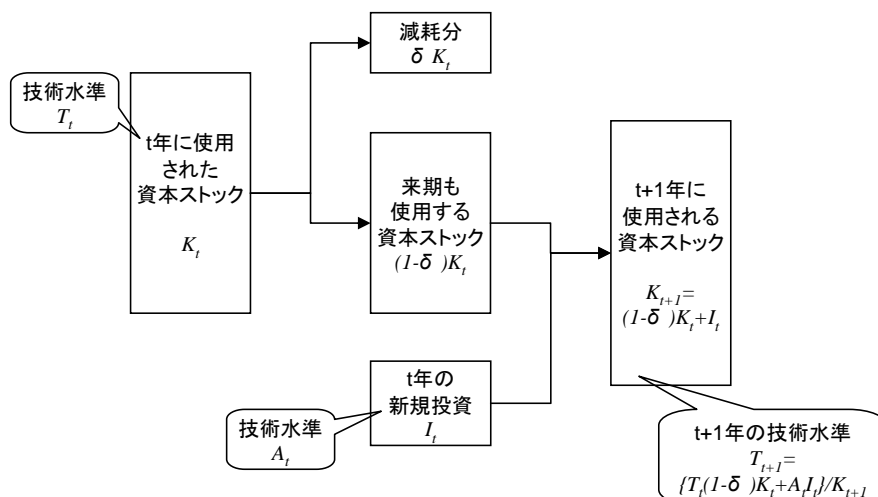 技術水準
T_t
t年に使用
された
資本ストック
K_t
減耗分
δ K_t
来期も
使用する
資本ストック
(1-δ )K_t
t年の
新規投資
I_t
技術水準
A_t
t+1年に
使用される
資本ストック
K_{t+1}=
(1-δ )K_t+I_t
t+1年の技術水準
T_{t+1}=
{T_t(1-δ )K_t+A_tI_t}/K_{t+1}